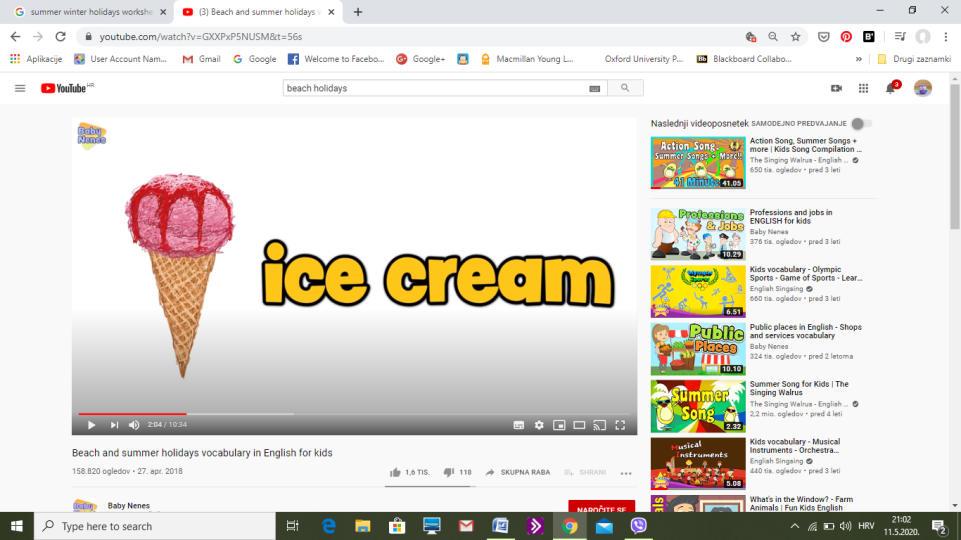 summer winter holidays workshe
(3) Beach and summer holidays v
youtube.com/watch?v=GXXPxP5NUSM&t=56s
Aplikacije
User Account Nam...
Gmail
Google
Welcome to Facebo...
Google+
Macmillan Young L...
Oxford University P...
Blackboard Collabo...
»
Drugi zaznamki
YouTube HR
beach holidays
3
Baby
Nenes
ice cream
2:04 / 10:34
Beach and summer holidays vocabulary in English for kids
158.820 ogledov • 27. apr. 2018
1,6 TIS.
118
SKUPNA RABA
SHRANI
Baby Nenes
NAROČITE SE
Naslednji videoposnetek
SAMODEJNO PREDVAJANJE
Action Song,
Summer Songs + More!!
41 Minutes
41.05
Action Song, Summer Songs +
more | Kids Song Compilation ...
The Singing Walrus - English ...
650 tis. ogledov • pred 3 leti
Professions
& Jobs
10.29
Professions and jobs in
ENGLISH for kids
Baby Nenes
376 tis. ogledov • pred 3 leti
Olympic
Sports
6.51
Kids vocabulary - Olympic
Sports - Game of Sports - Lear...
English Singsing
660 tis. ogledov • pred 3 leti
Public
Places
10.10
Public places in English - Shops
and services vocabulary
Baby Nenes
324 tis. ogledov • pred 2 letoma
Summer
Song
2.32
Summer Song for Kids | The
Singing Walrus
The Singing Walrus - English ...
2,2 mio. ogledov • pred 4 leti
Musical
Instruments
5.08
Kids vocabulary - Musical
Instruments - Orchestra...
English Singsing
440 tis. ogledov • pred 3 leti
What's in the Window? - Farm
Animals | Fun Kids English
Type here to search
HRV
21:02
11.5.2020.
2